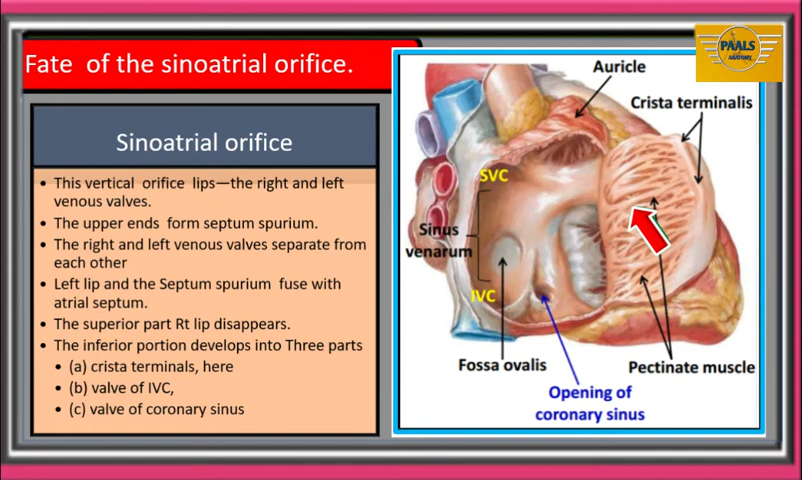 Fate of the sinoatrial orifice.
PAALS
ANATOMY
Sinoatrial orifice
• This vertical orifice lips—the right and left
venous valves.
• The upper ends form septum spurium.
• The right and left venous valves separate from
each other
• Left lip and the Septum spurium fuse with
atrial septum.
• The superior part Rt lip disappears.
• The inferior portion develops into Three parts
• (a) crista terminals, here
• (b) valve of IVC,
• (c) valve of coronary sinus
Auricle
Crista terminalis
SVC
Sinus
venarum
IVC
Fossa ovalis
Pectinate muscle
Opening of
coronary sinus